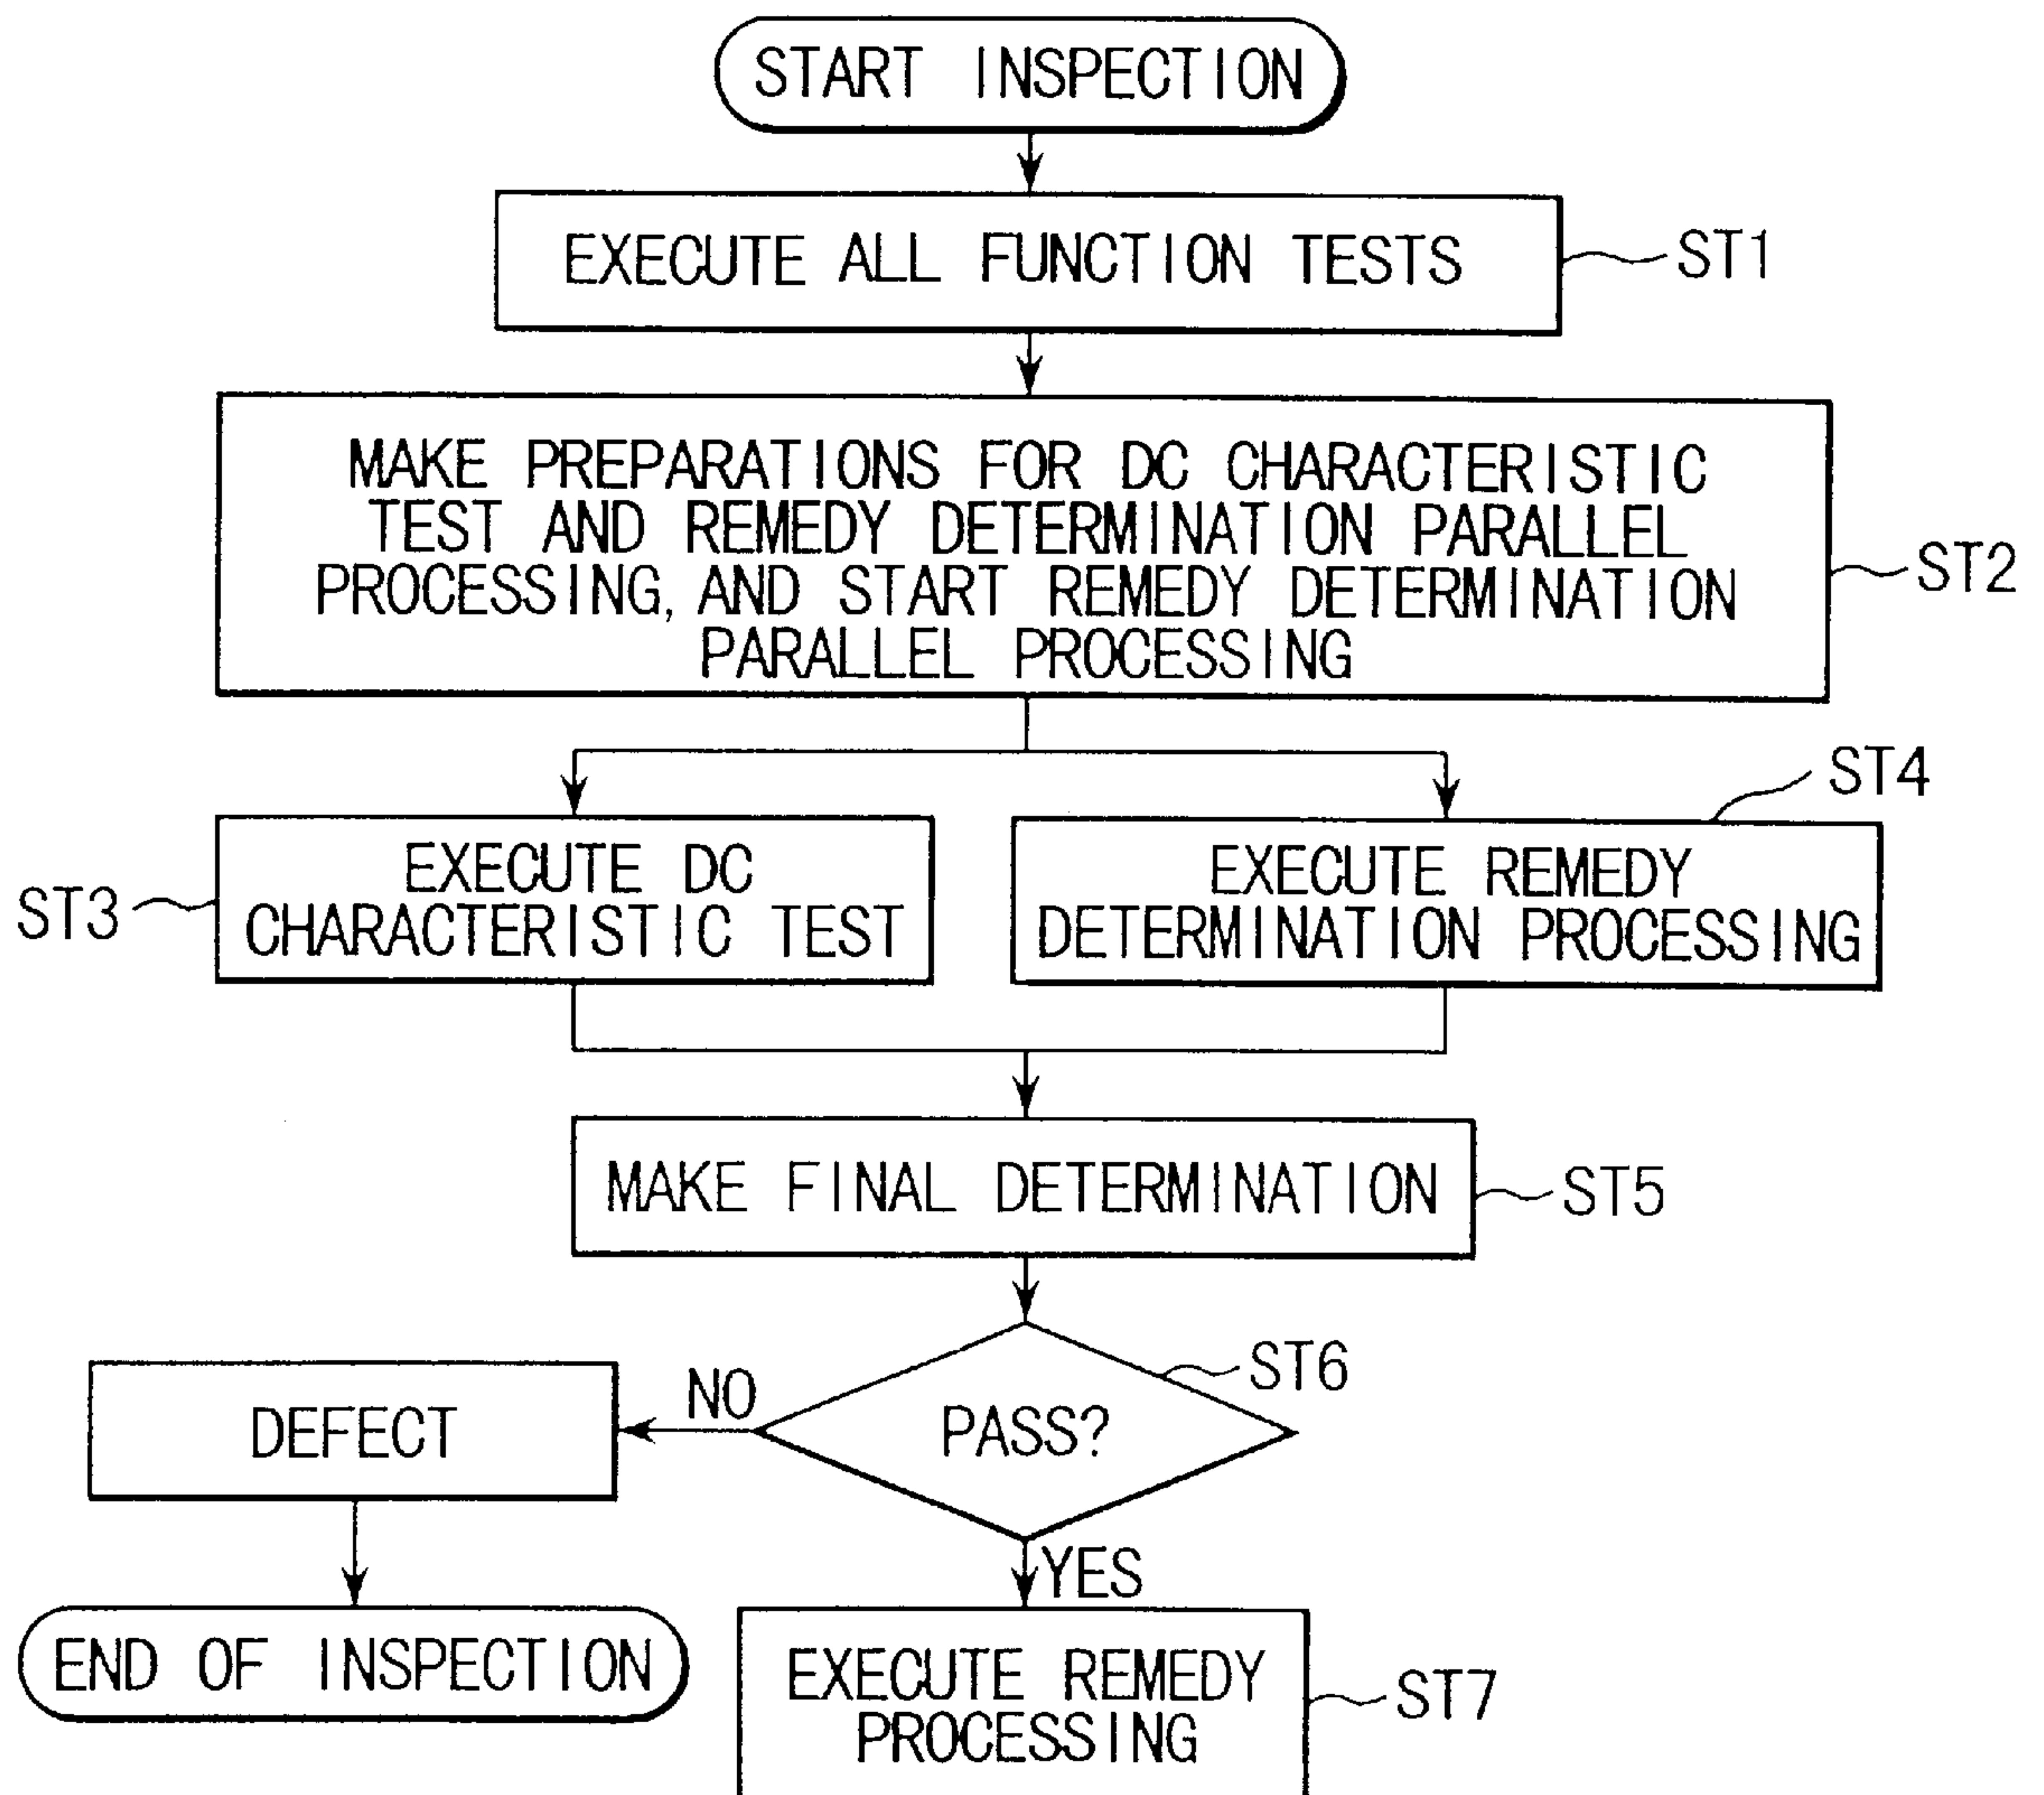 START INSPECTION
EXECUTE ALL FUNCTION TESTS
ST1
MAKE PREPARATIONS FOR DC CHARACTERISTIC
TEST AND REMEDY DETERMINATION PARALLEL
PROCESSING, AND START REMEDY DETERMINATION
PARALLEL PROCESSING
ST2
ST3
EXECUTE DC
CHARACTERISTIC TEST
ST4
EXECUTE REMEDY
DETERMINATION PROCESSING
MAKE FINAL DETERMINATION
ST5
ST6
PASS?
NO
DEFECT
YES
END OF INSPECTION
EXECUTE REMEDY
PROCESSING
ST7